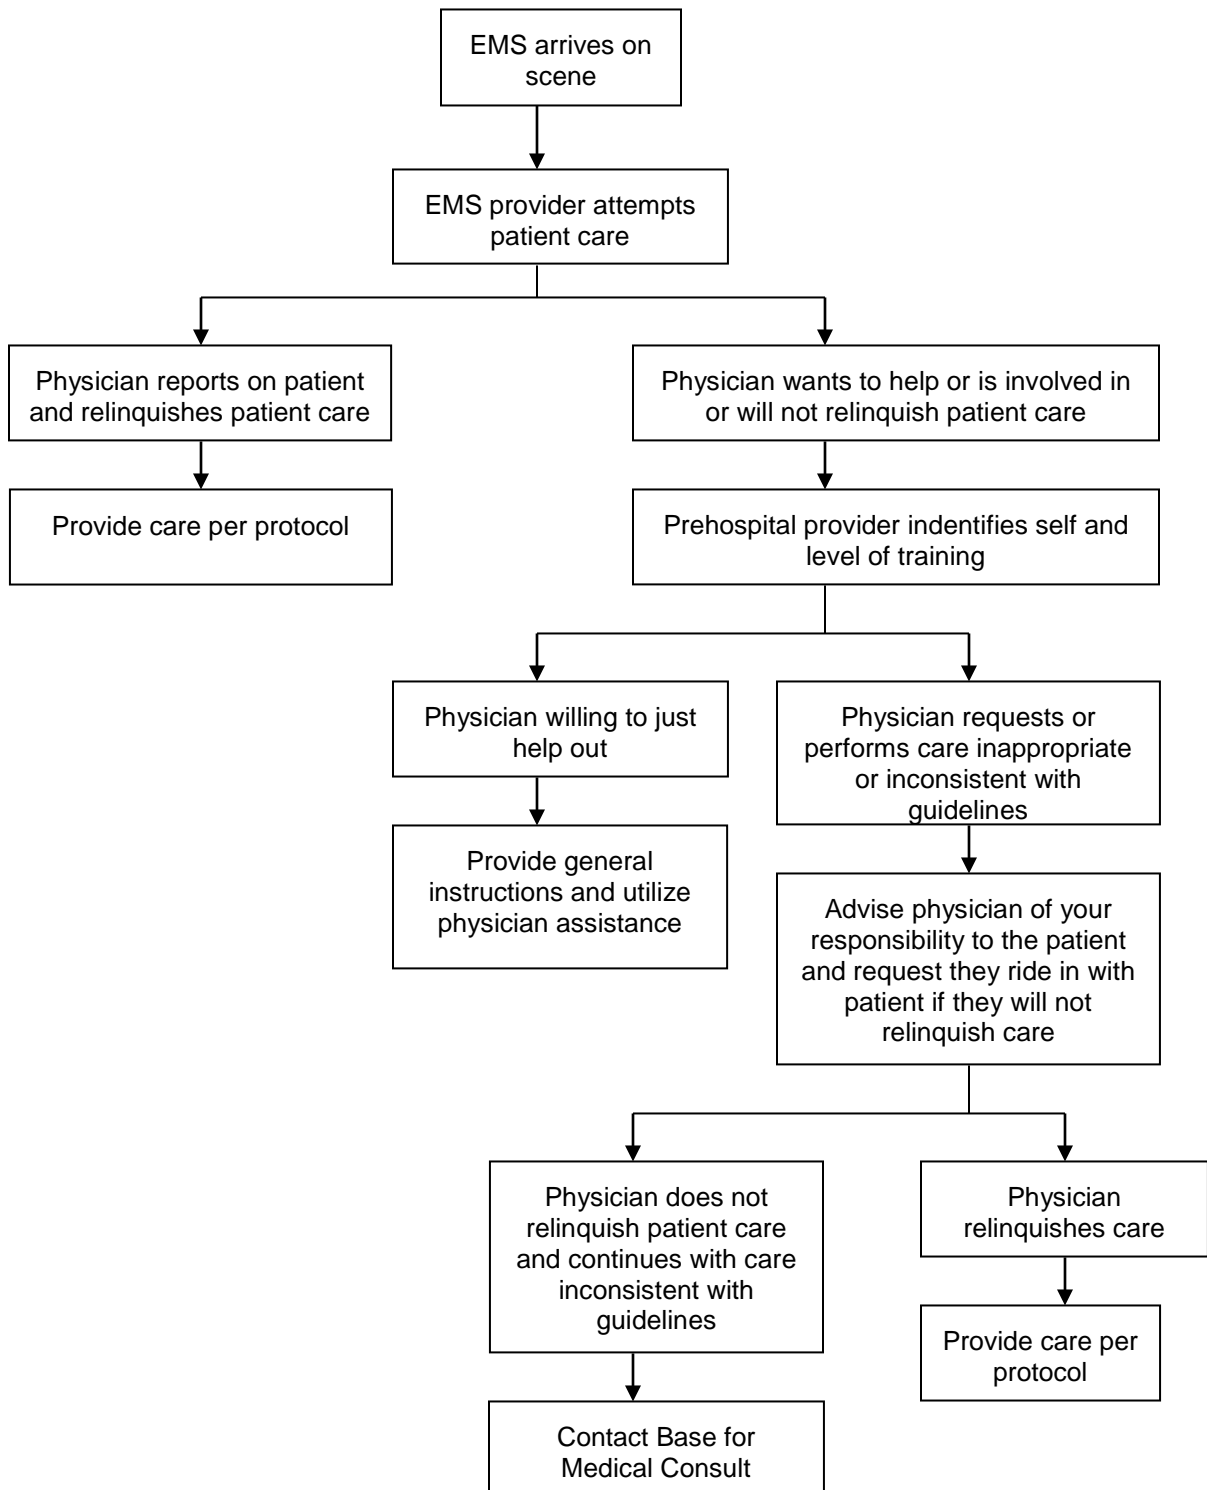 EMS arrives on
scene
EMS provider attempts
patient care
Physician reports on patient
and relinquishes patient care
Physician wants to help or is involved in
or will not relinquish patient care
Provide care per protocol
Prehospital provider indentifies self and
level of training
Physician willing to just
help out
Physician requests or
performs care inappropriate
or inconsistent with
guidelines
Provide general
instructions and utilize
physician assistance
Advise physician of your
responsibility to the patient
and request they ride in with
patient if they will not
relinquish care
Physician does not
relinquish patient care
and continues with care
inconsistent with
guidelines
Physician
relinquishes care
Provide care per
protocol
Contact Base for
Medical Consult